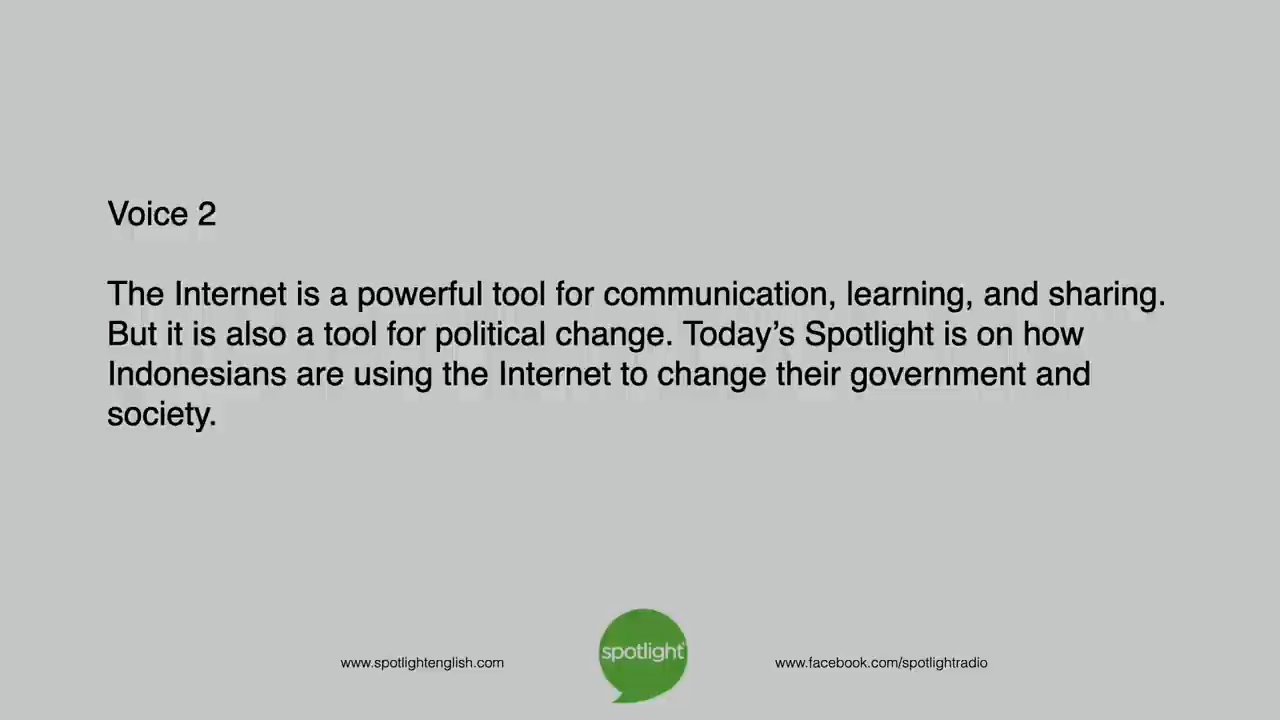 Voice 2
The Internet is a powerful tool for communication, learning, and sharing.
But it is also a tool for political change. Today’s Spotlight is on how
Indonesians are using the Internet to change their government and
society.
www.spotlightenglish.com
spotlight
www.facebook.com/spotlightradio